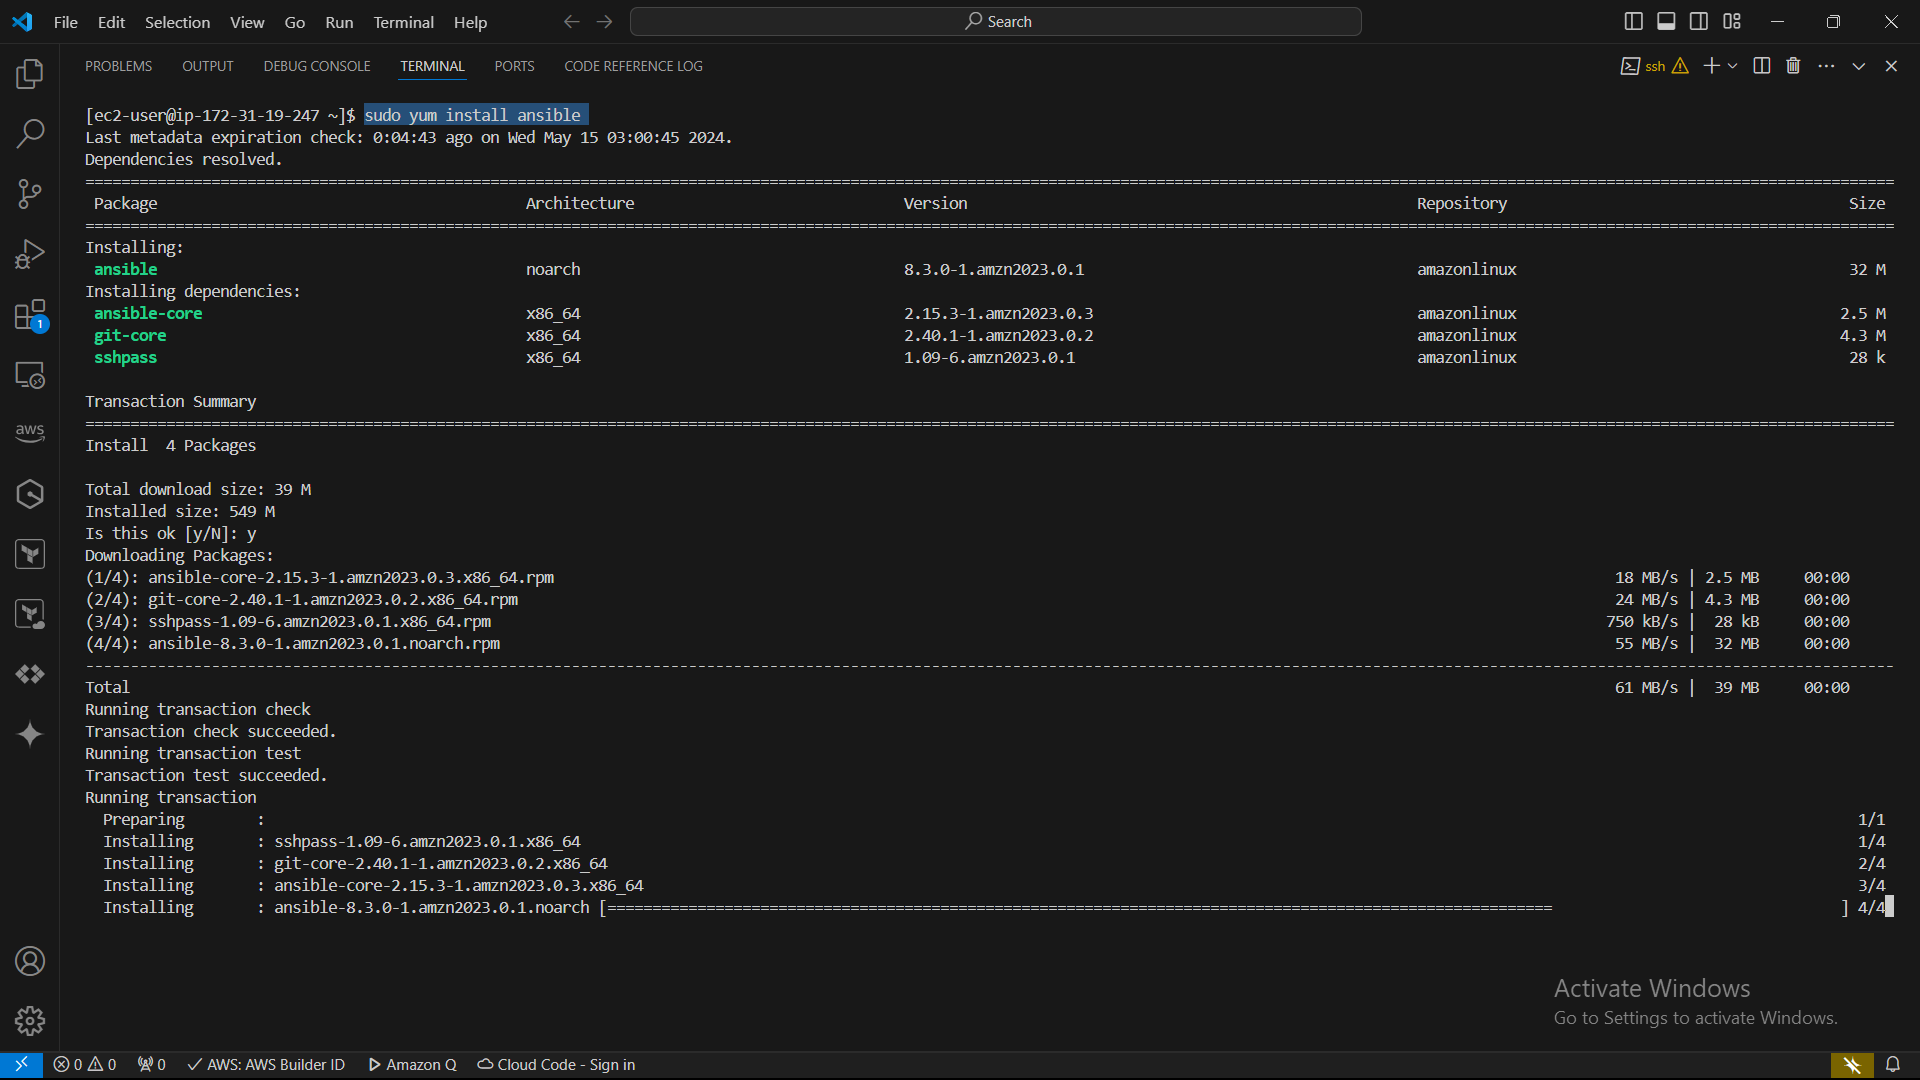 File Edit Selection View Go Run Terminal Help Search
PROBLEMS OUTPUT DEBUG CONSOLE TERMINAL PORTS CODE REFERENCE LOG ssh
[ec2-user@ip-172-31-19-247 ~]$ sudo yum install ansible
Last metadata expiration check: 0:04:43 ago on Wed May 15 03:00:45 2024.
Dependencies resolved.
Package Architecture Version Repository Size
Installing:
ansible noarch 8.3.0-1.amzn2023.0.1 amazonlinux 32 M
Installing dependencies:
ansible-core x86_64 2.15.3-1.amzn2023.0.3 amazonlinux 2.5 M
git-core x86_64 2.40.1-1.amzn2023.0.2 amazonlinux 4.3 M
sshpass x86_64 1.09-6.amzn2023.0.1 amazonlinux 28 k
Transaction Summary
Install 4 Packages
Total download size: 39 M
Installed size: 549 M
Is this ok [y/N]: y
Downloading Packages:
(1/4): ansible-core-2.15.3-1.amzn2023.0.3.x86_64.rpm 18 MB/s | 2.5 MB 00:00
(2/4): git-core-2.40.1-1.amzn2023.0.2.x86_64.rpm 24 MB/s | 4.3 MB 00:00
(3/4): sshpass-1.09-6.amzn2023.0.1.x86_64.rpm 750 kB/s | 28 kB 00:00
(4/4): ansible-8.3.0-1.amzn2023.0.1.noarch.rpm 55 MB/s | 32 MB 00:00
Total 61 MB/s | 39 MB 00:00
Running transaction check
Transaction check succeeded.
Running transaction test
Transaction test succeeded.
Running transaction
Preparing : 1/1
Installing : sshpass-1.09-6.amzn2023.0.1.x86_64 1/4
Installing : git-core-2.40.1-1.amzn2023.0.2.x86_64 2/4
Installing : ansible-core-2.15.3-1.amzn2023.0.3.x86_64 3/4
Installing : ansible-8.3.0-1.amzn2023.0.1.noarch [========================================================================================================= ] 4/4
1
aws
Activate Windows
Go to Settings to activate Windows.
0 0 0 AWS: AWS Builder ID Amazon Q Cloud Code - Sign in